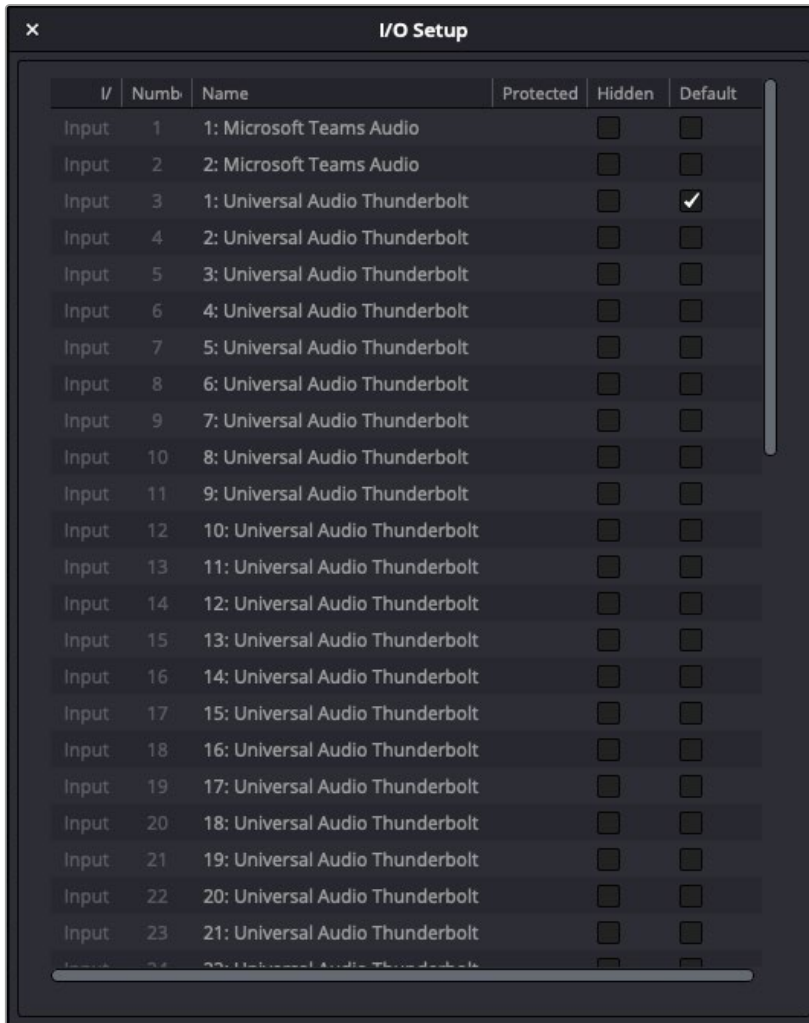 × I/O Setup
I/ Numb Name Protected Hidden Default
Input 1 1: Microsoft Teams Audio
Input 2 2: Microsoft Teams Audio
Input 3 1: Universal Audio Thunderbolt
Input 4 2: Universal Audio Thunderbolt
Input 5 3: Universal Audio Thunderbolt
Input 6 4: Universal Audio Thunderbolt
Input 7 5: Universal Audio Thunderbolt
Input 8 6: Universal Audio Thunderbolt
Input 9 7: Universal Audio Thunderbolt
Input 10 8: Universal Audio Thunderbolt
Input 11 9: Universal Audio Thunderbolt
Input 12 10: Universal Audio Thunderbolt
Input 13 11: Universal Audio Thunderbolt
Input 14 12: Universal Audio Thunderbolt
Input 15 13: Universal Audio Thunderbolt
Input 16 14: Universal Audio Thunderbolt
Input 17 15: Universal Audio Thunderbolt
Input 18 16: Universal Audio Thunderbolt
Input 19 17: Universal Audio Thunderbolt
Input 20 18: Universal Audio Thunderbolt
Input 21 19: Universal Audio Thunderbolt
Input 22 20: Universal Audio Thunderbolt
Input 23 21: Universal Audio Thunderbolt